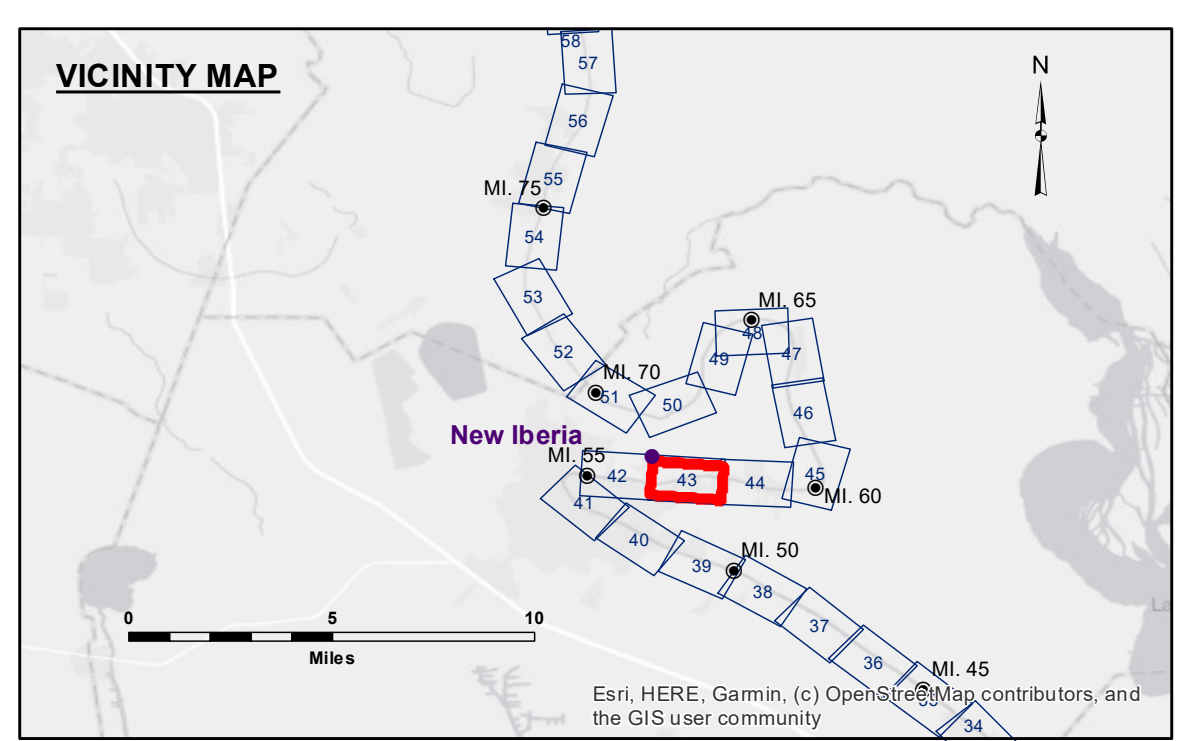 VICINITY MAP
N
58
57
56
55
MI. 75
54
53
MI. 65
48
47
52
49
MI. 70
51
50
46
New Iberia
MI. 55
42
43
44
45
MI. 60
41
40
39
MI. 50
38
37
36
MI. 45
35
34
0
5
10
Miles
La
Esri, HERE, Garmin, (c) OpenStreetMap contributors, and
the GIS user community